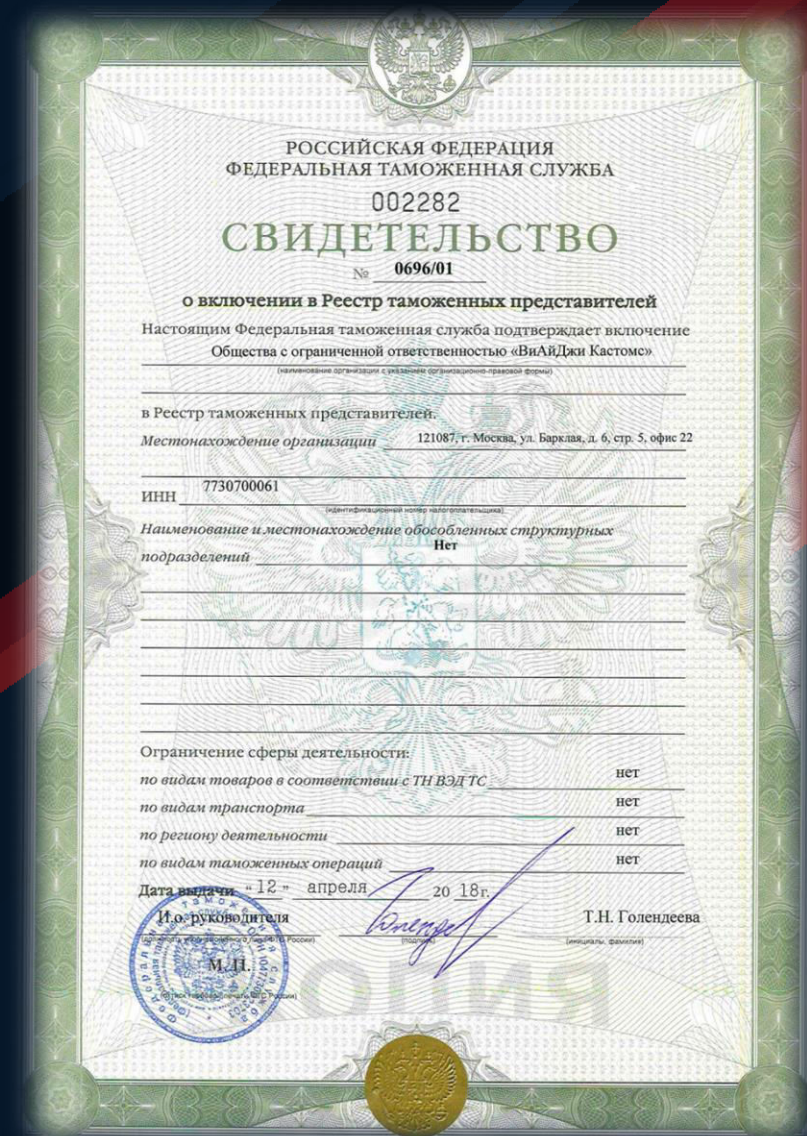 РОССИЙСКАЯ ФЕДЕРАЦИЯ
ФЕДЕРАЛЬНАЯ ТАМОЖЕННАЯ СЛУЖБА
002282
СВИДЕТЕЛЬСТВО
№ 0696/01
о включении в Реестр таможенных представителей
Настоящим Федеральная таможенная служба подтверждает включение
Общества с ограниченной ответственностью «ВиАйДжи Кастомс»
(наименование организации с указанием организационно-правовой формы)
в Реестр таможенных представителей.
Местонахождение организации 121087, г. Москва, ул. Барклая, д. 6, стр. 5, офис 22
ИНН 7730700061
(идентификационный номер налогоплательщика)
Наименование и местонахождение обособленных структурных
подразделений Нет
Ограничение сферы деятельности:
по видам товаров в соответствии с ТН ВЭД ТС нет
по видам транспорта нет
по региону деятельности нет
по видам таможенных операций нет
Дата выдачи "12" апреля 20 18г.
И.о. руководителя Т.Н. Голендеева
(подпись) (инициалы, фамилия)
М.П.
КОПИЯ